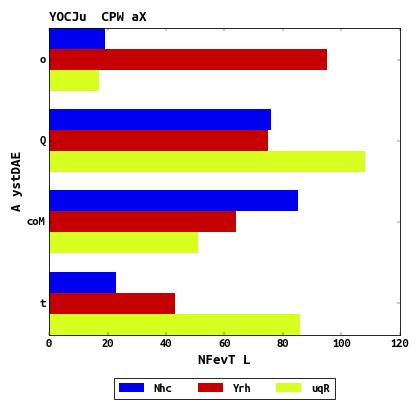 YOCJu  CPW aX
o
Q
coM
t
A ystDAE
0 20 40 60 80 100 120
NFevT L
Nhc Yrh uqR